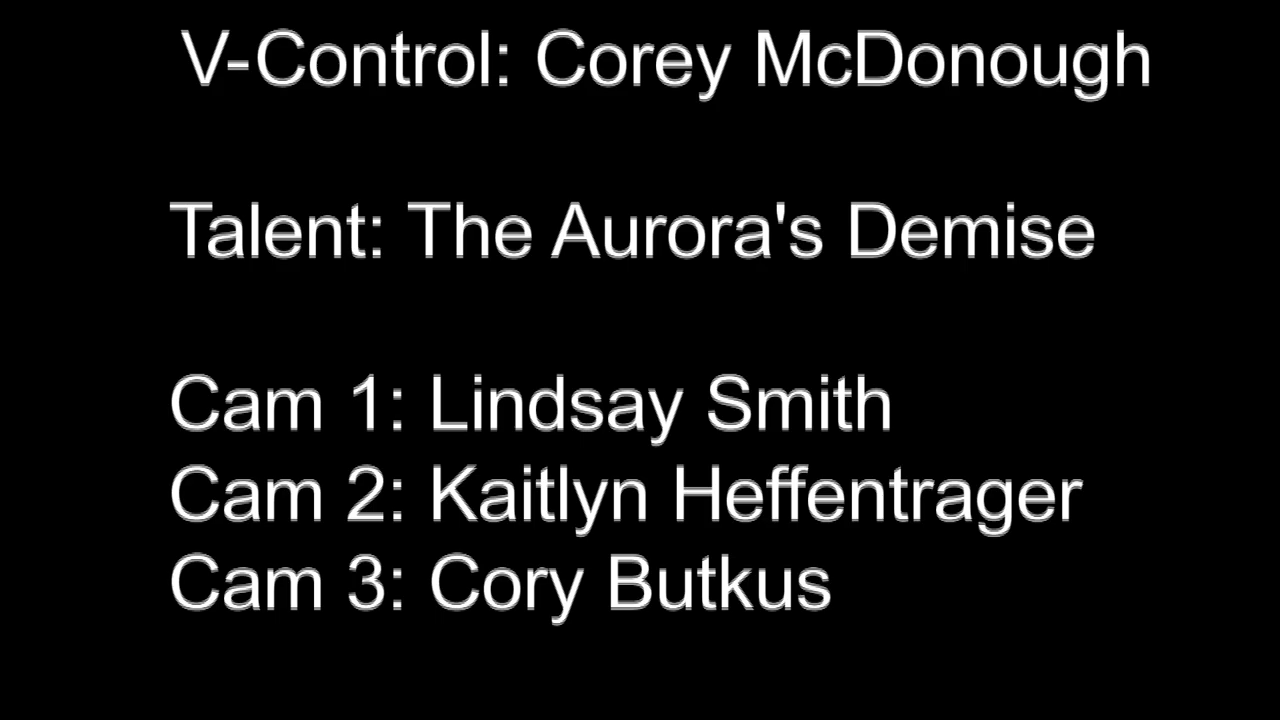 V-Control: Corey McDonough
Talent: The Aurora's Demise
Cam 1: Lindsay Smith
Cam 2: Kaitlyn Heffentrager
Cam 3: Cory Butkus